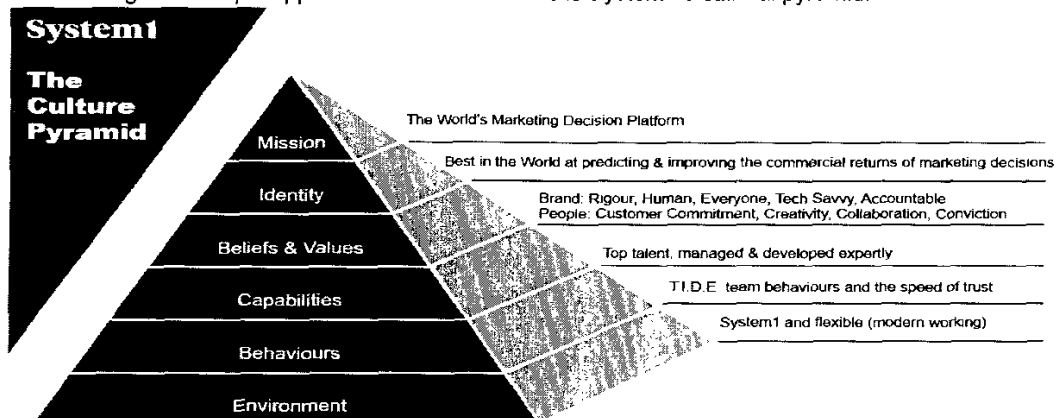 System1
The
Culture
Pyramid
Mission
The World's Marketing Decision Platform
Identity
Best in the World at predicting & improving the commercial returns of marketing decisions
Beliefs & Values
Brand: Rigour, Human, Everyone, Tech Savvy, Accountable
People: Customer Commitment, Creativity, Collaboration, Conviction
Capabilities
Top talent, managed & developed expertly
Behaviours
T.I.D.E team behaviours and the speed of trust
Environment
System1 and flexible (modern working)